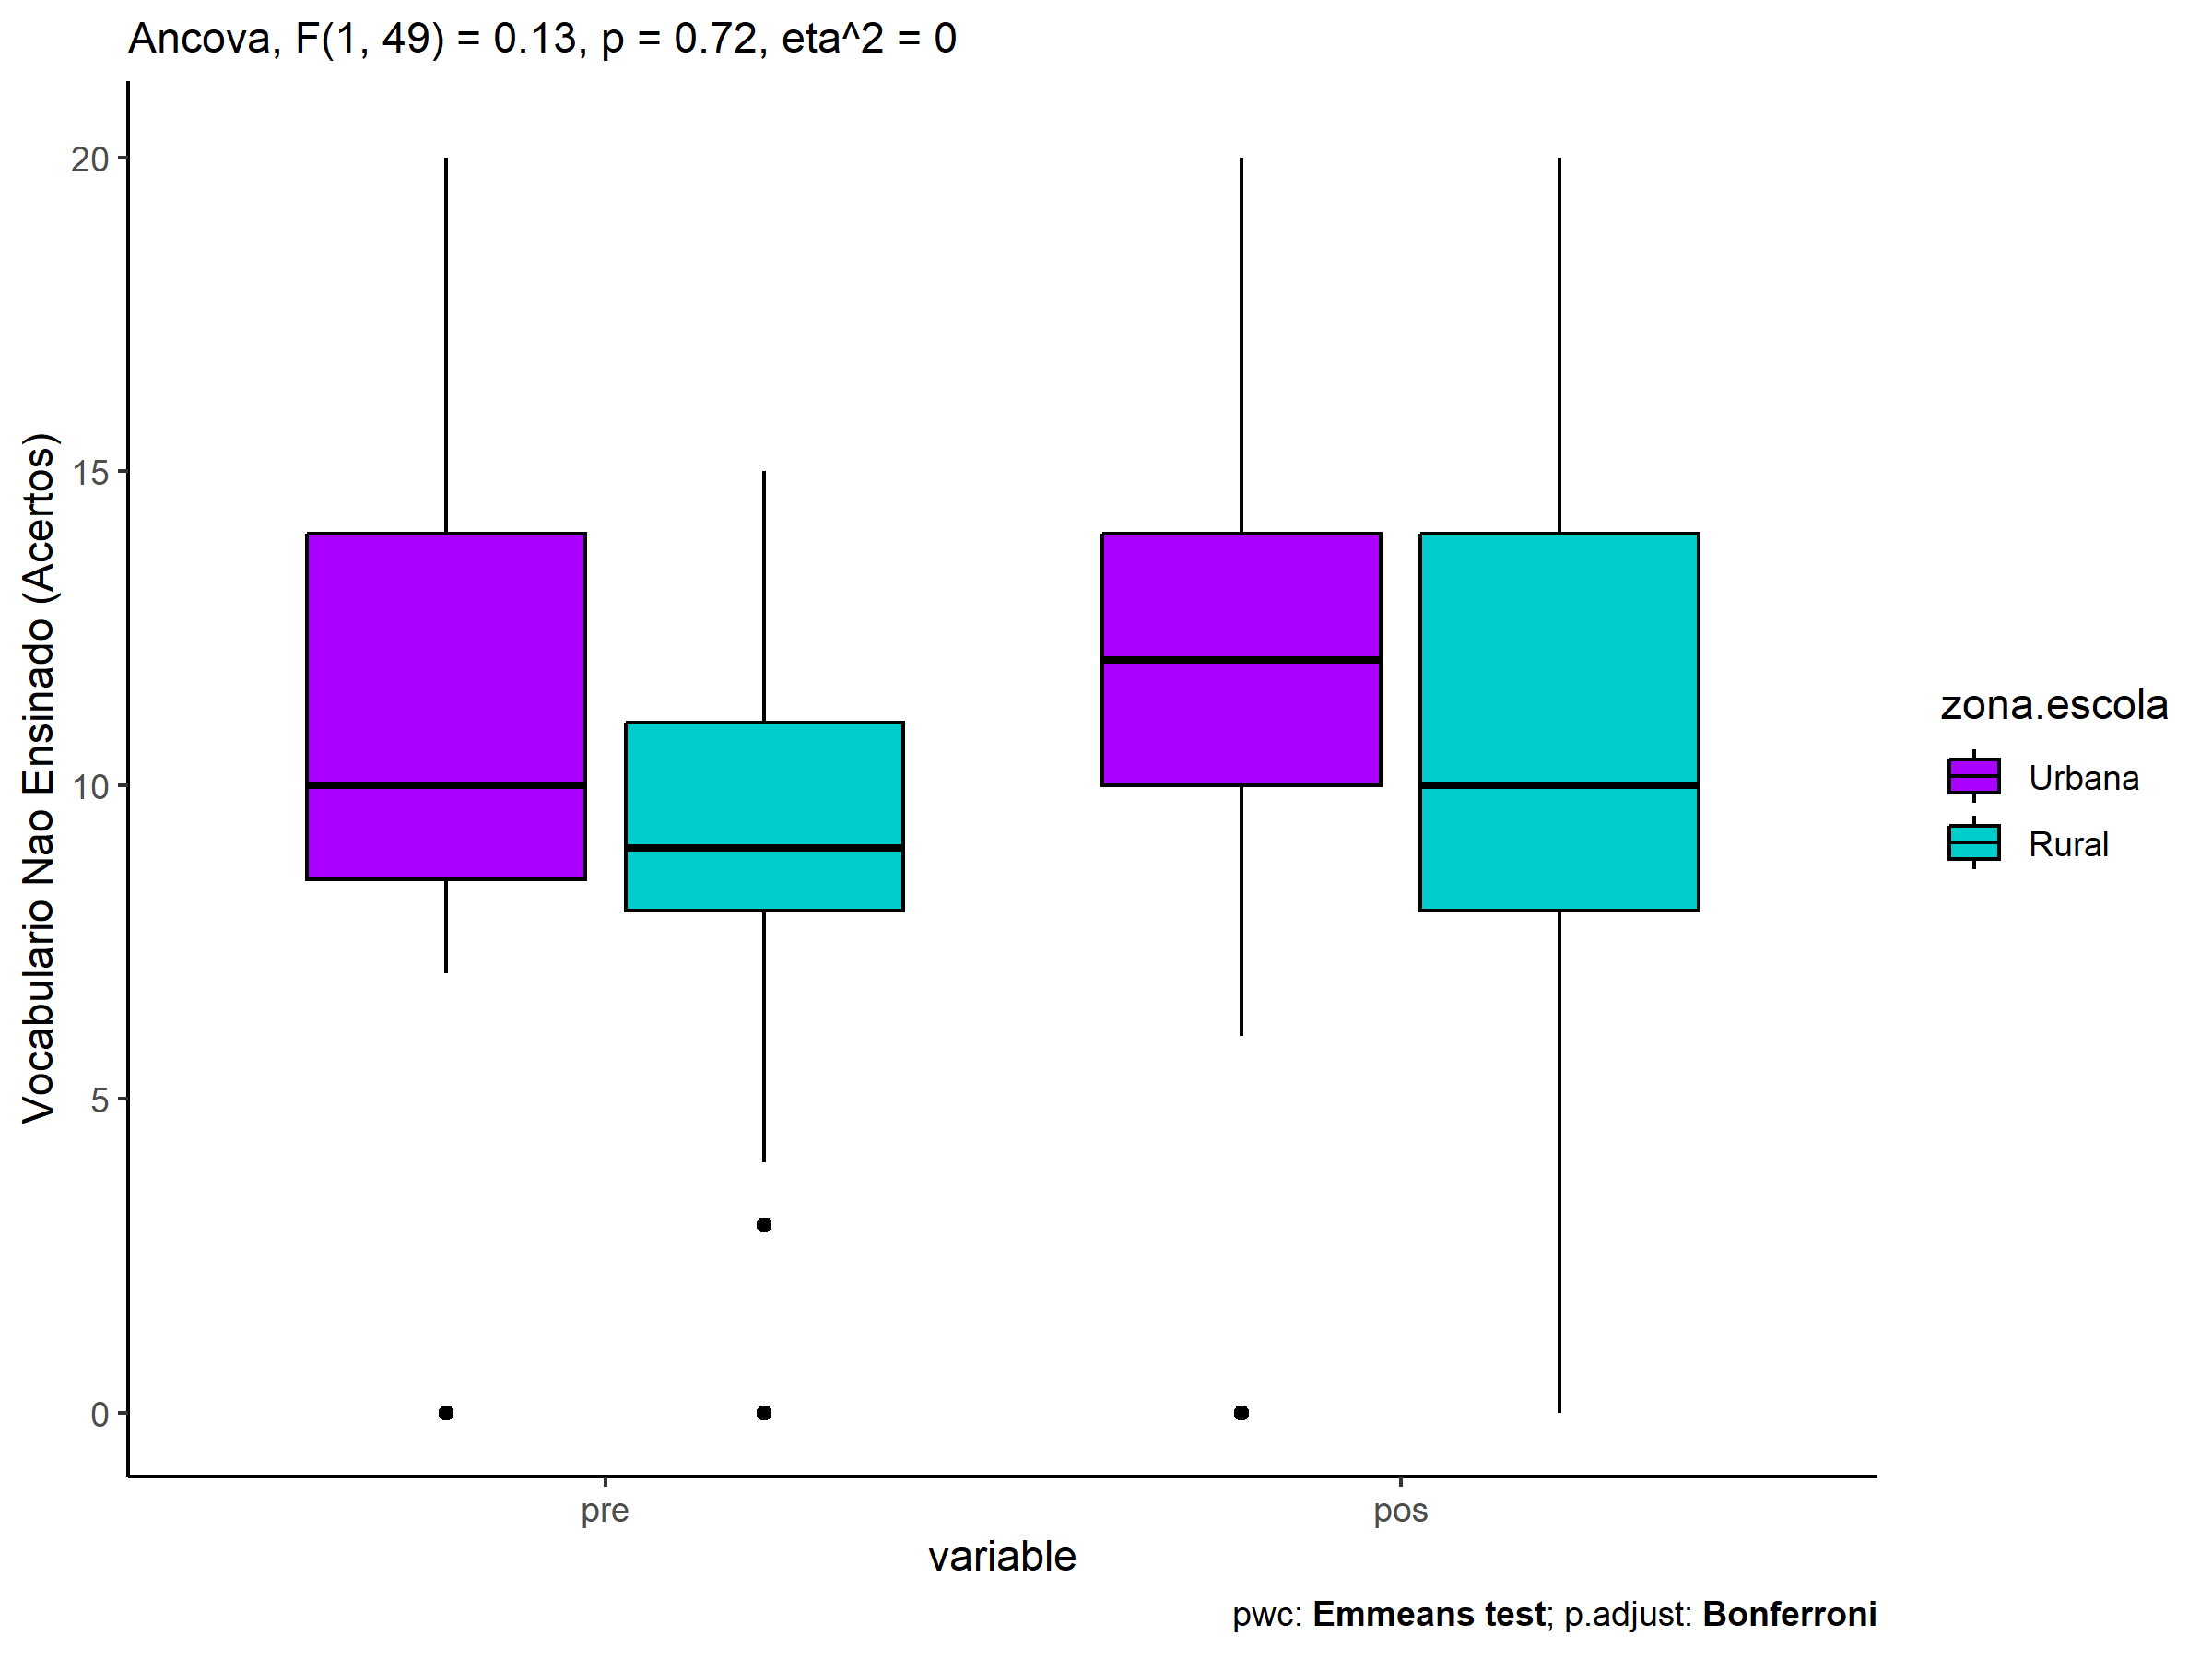 Ancova, F(1, 49) = 0.13, p = 0.72, eta^2 = 0
Vocabulario Nao Ensinado (Acertos)
20
15
10
5
0
pre
pos
variable
zona.escola
Urbana
Rural
pwc: Emmeans test; p.adjust: Bonferroni